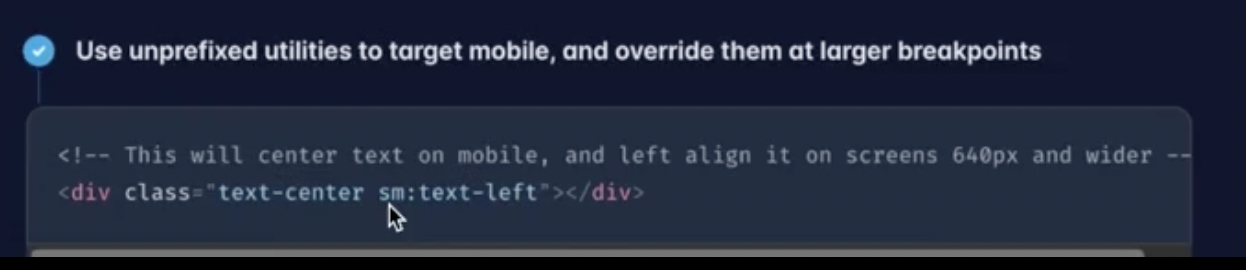 Use unprefixed utilities to target mobile, and override them at larger breakpoints
<!-- This will center text on mobile, and left align it on screens 640px and wider --
<div class="text-center sm:text-left"></div>